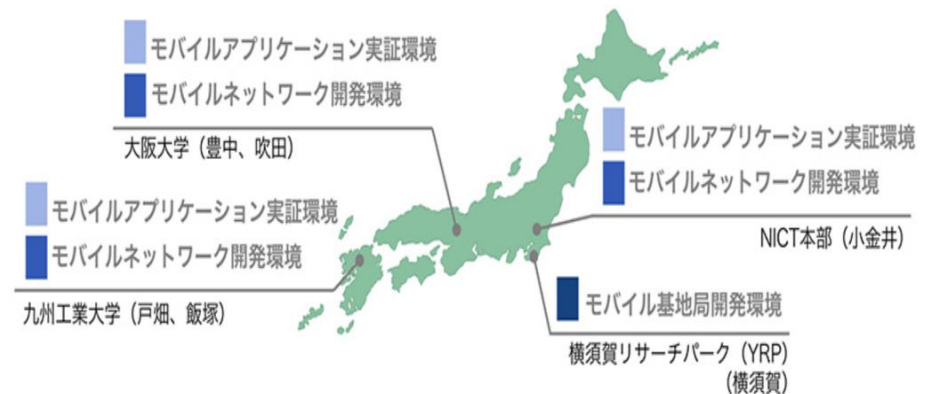 モバイルアプリケーション実証環境
モバイルネットワーク開発環境
大阪大学（豊中、吹田）
モバイルアプリケーション実証環境
モバイルネットワーク開発環境
NICT本部（小金井）
モバイルアプリケーション実証環境
モバイルネットワーク開発環境
九州工業大学（戸畑、飯塚）
モバイル基地局開発環境
横須賀リサーチパーク（YRP）
（横須賀）